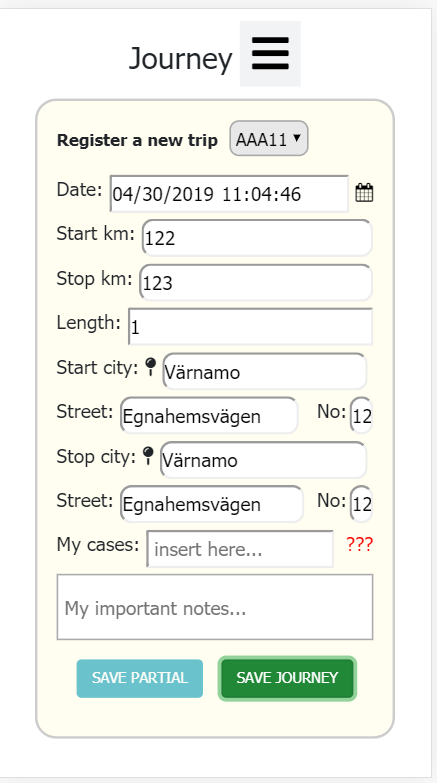 Journey
Register a new trip AAA11
Date: 04/30/2019 11:04:46
Start km: 122
Stop km: 123
Length: 1
Start city: Värnamo
Street: Egnahemsvägen No: 12
Stop city: Värnamo
Street: Egnahemsvägen No: 12
My cases: insert here... ???
My important notes...
SAVE PARTIAL SAVE JOURNEY